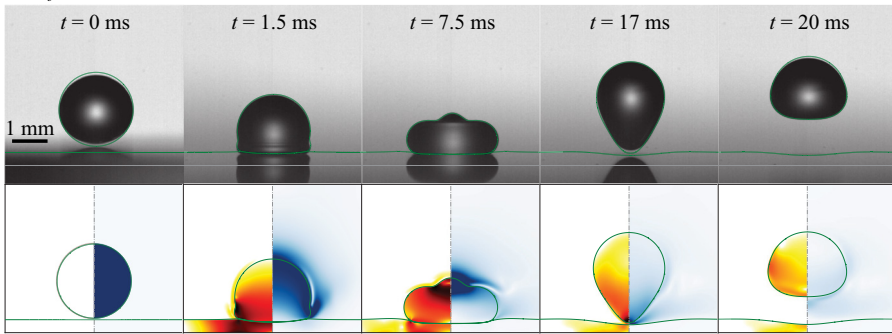 t = 0 ms
t = 1.5 ms
t = 7.5 ms
t = 17 ms
t = 20 ms
1 mm